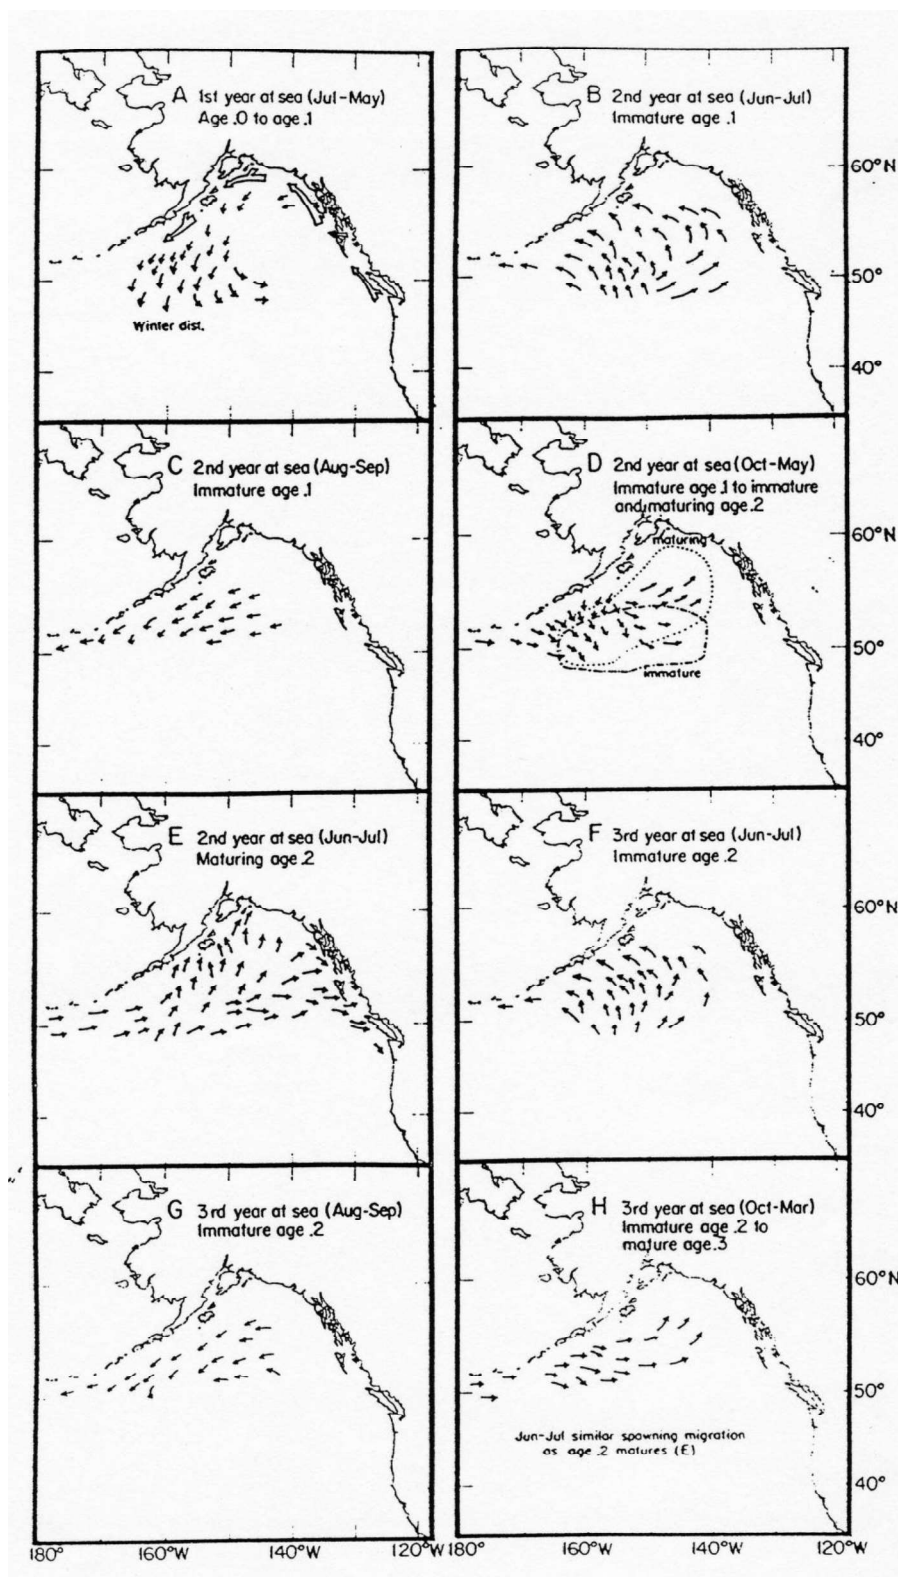 A 1st year at sea (Jul-May)
Age .0 to age .1
Winter dist.
B 2nd year at sea (Jun-Jul)
Immature age .1
60°N
50°
40°
C 2nd year at sea (Aug-Sep)
Immature age .1
D 2nd year at sea (Oct-May)
Immature age .1 to immature
and maturing age .2
maturing
immature
60°N
50°
40°
E 2nd year at sea (Jun-Jul)
Maturing age .2
F 3rd year at sea (Jun-Jul)
Immature age .2
60°N
50°
40°
G 3rd year at sea (Aug-Sep)
Immature age .2
H 3rd year at sea (Oct-Mar)
Immature age .2 to
mature age .3
Jun-Jul similar spawning migration
as age .2 matures (E)
60°N
50°
40°
180° 160°W 140°W 120°W 180° 160°W 140°W 120°W